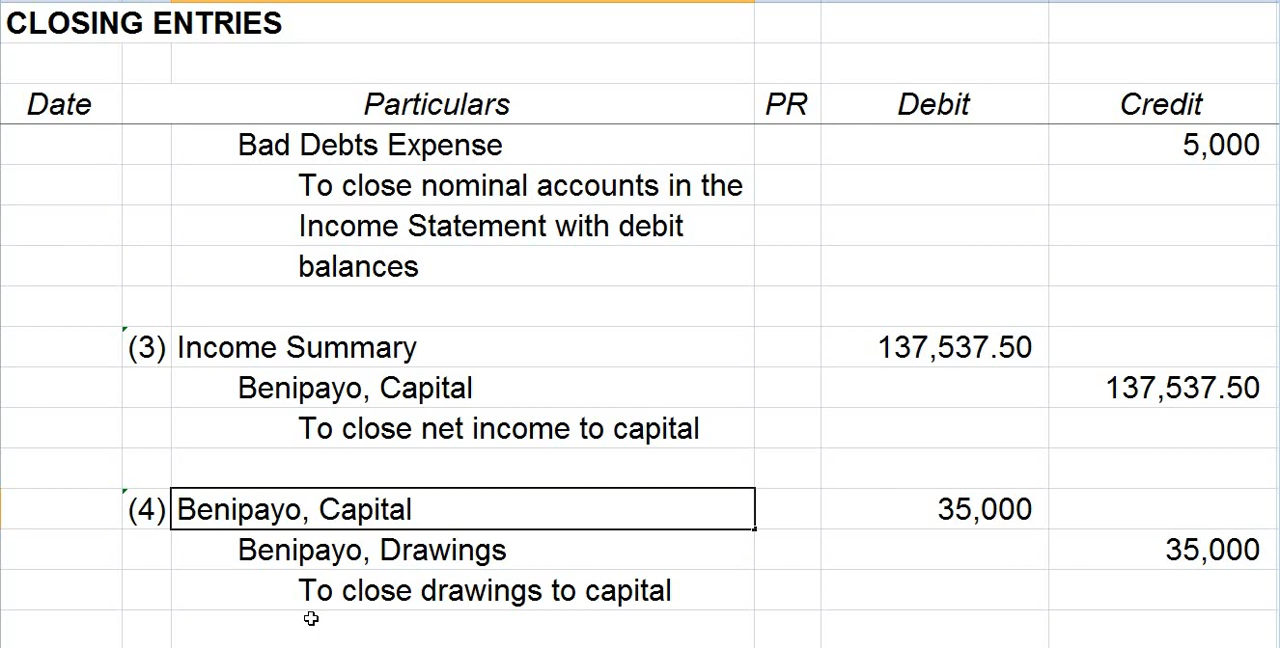 CLOSING ENTRIES
Date Particulars PR Debit Credit
Bad Debts Expense 5,000
To close nominal accounts in the
Income Statement with debit
balances
(3) Income Summary 137,537.50
Benipayo, Capital 137,537.50
To close net income to capital
(4) Benipayo, Capital 35,000
Benipayo, Drawings 35,000
To close drawings to capital